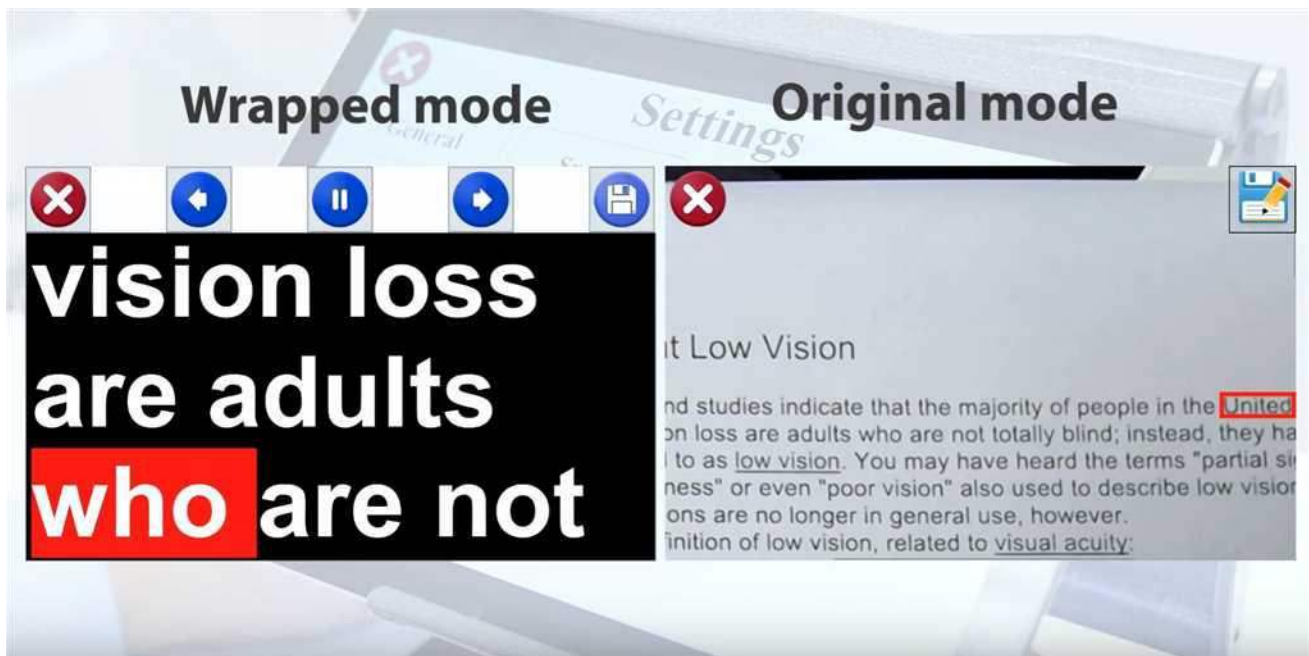 Wrapped mode
Original mode
Settings
General
vision loss
are adults
who are not
t Low Vision
nd studies indicate that the majority of people in the United
on loss are adults who are not totally blind; instead, they ha
to as low vision. You may have heard the terms "partial si
ness" or even "poor vision" also used to describe low vision
ons are no longer in general use, however.
inition of low vision, related to visual acuity: